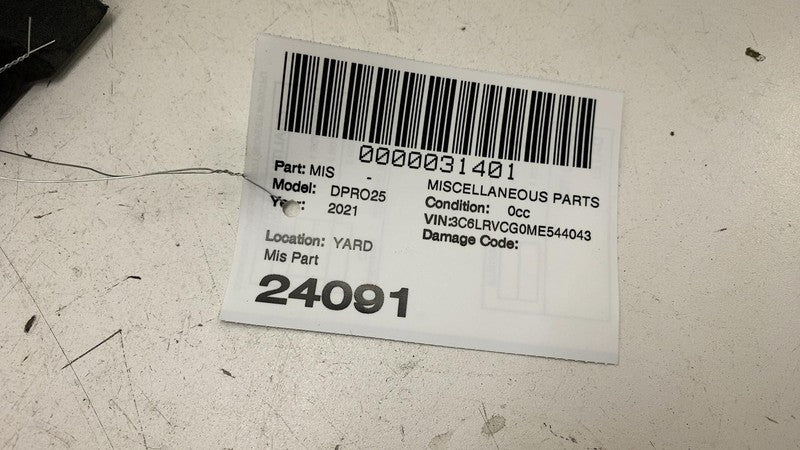 0000031401
Part: MIS -
MISCELLANEOUS PARTS
Model: DPRO25
Condition: 0cc
Year: 2021
VIN:3C6LRVCG0ME544043
Damage Code:
Location: YARD
Mis Part
24091